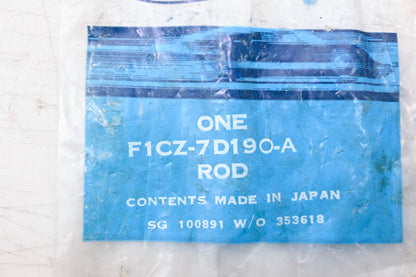 ONE
F1CZ-7D190-A
ROD
CONTENTS MADE IN JAPAN
SG 100891 W/O 353618